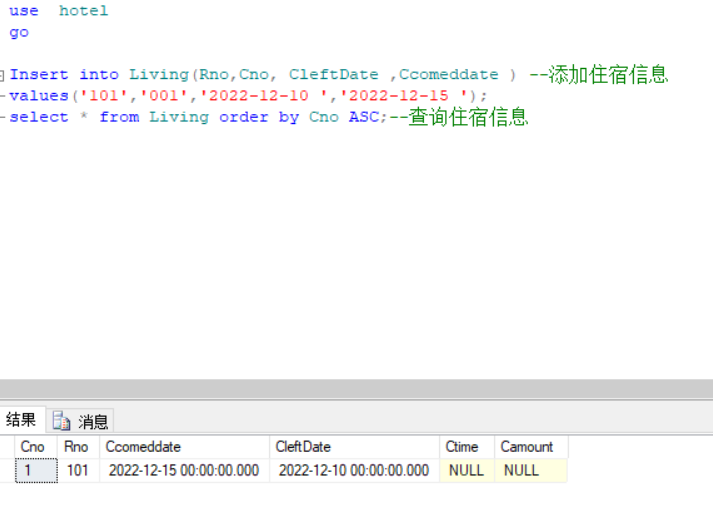 use  hotel
go
Insert into Living(Rno,Cno, CleftDate ,Ccomeddate ) --添加住宿信息
values('101','001','2022-12-10 ','2022-12-15 ');
select * from Living order by Cno ASC;--查询住宿信息
结果 消息
Cno Rno Ccomeddate CleftDate Ctime Camount
1 101 2022-12-15 00:00:00.000 2022-12-10 00:00:00.000 NULL NULL